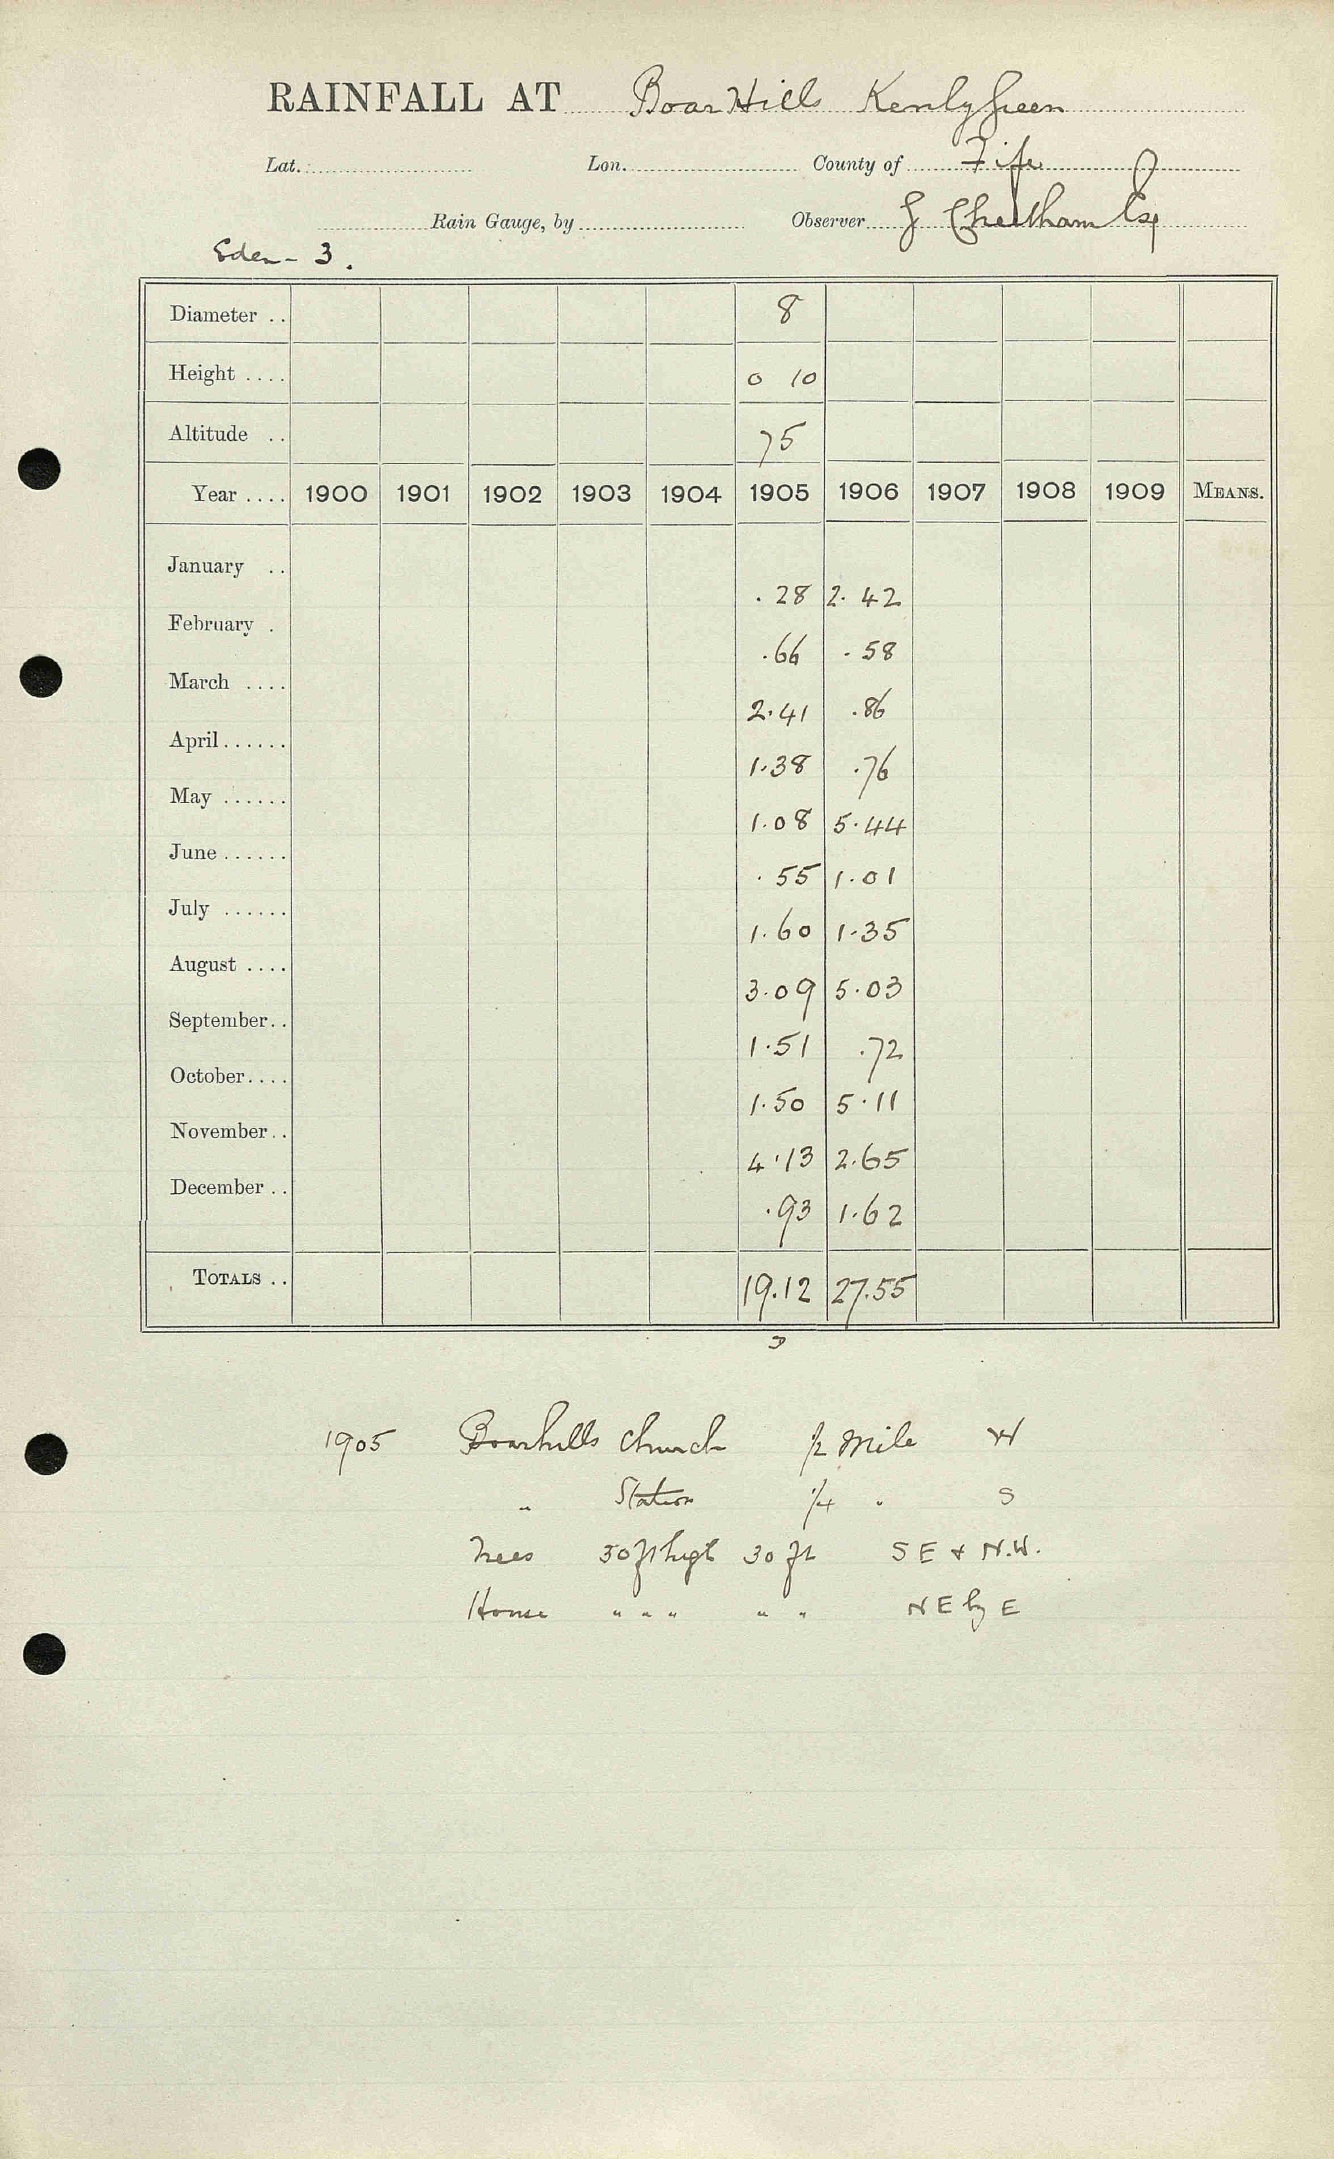 RAINFALL AT Boar Hills Kenly Green
Lat. Lon. County of Fife
Rain Gauge, by Observer J Cheetham Esq
Eden - 3.
Diameter .. 8
Height .... 0 10
Altitude .. 75
Year .... 1900 1901 1902 1903 1904 1905 1906 1907 1908 1909 MEANS.
January .. .28 2.42
February . .66 .58
March .... 2.41 .86
April...... 1.38 .76
May ...... 1.08 5.44
June ...... .55 1.01
July ...... 1.60 1.35
August .... 3.09 5.03
September.. 1.51 .72
October.... 1.50 5.11
November.. 4.13 2.65
December .. .93 1.62
TOTALS .. 19.12 27.55
1905 Boarhills Church 1/2 Mile W
" Station 1/4 " S
Trees 30 ft high 30 ft S E & N.W.
House " " " " " N E by E